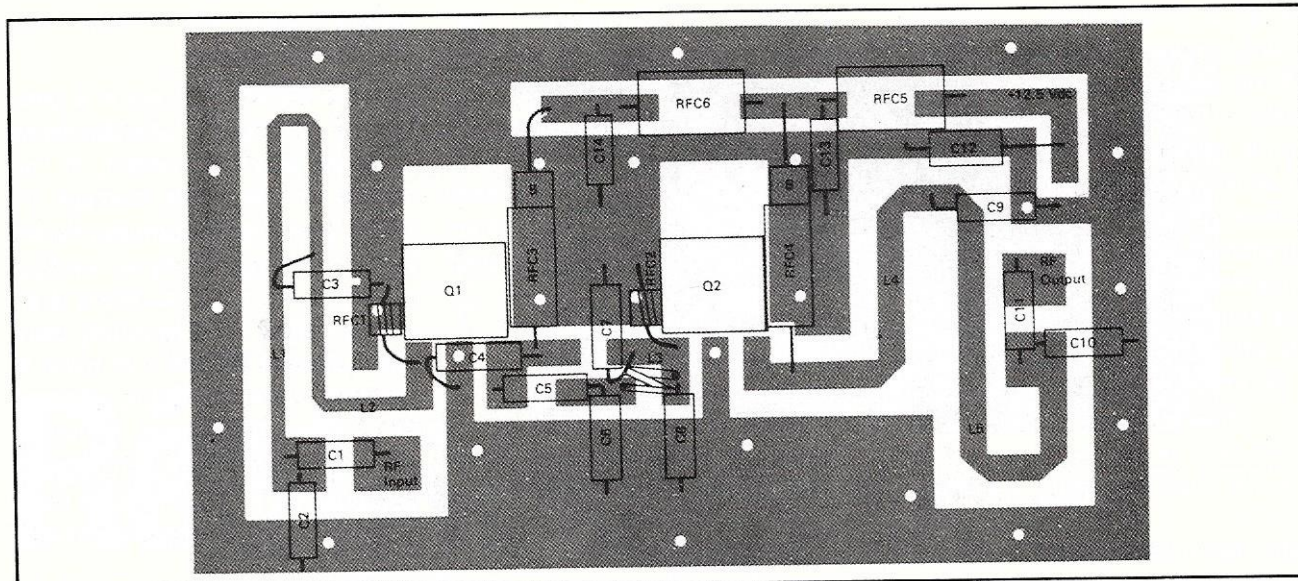 RFC6
RFC5
+12.5 Vdc
C14
C13
C12
B
B
C9
RFC3
RFC2
RFC4
C3
Q1
Q2
L4
RF
Output
RFC1
C7
C11
L1
C4
L3
C10
C5
L2
C6
C8
L5
C1
RF
Input
C2